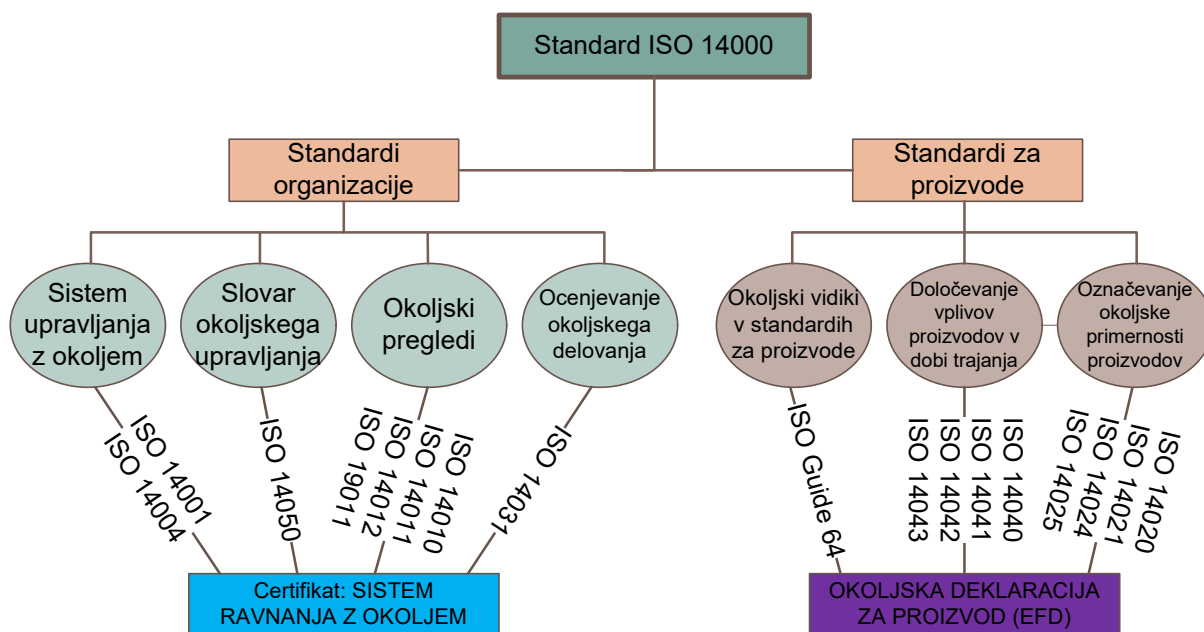 Standard ISO 14000
Standardi
organizacije
Standardi za
proizvode
Sistem
upravljanja
z okoljem
Slovar
okoljskega
upravljanja
Okoljski
pregledi
Ocenjevanje
okoljskega
delovanja
Okoljski vidiki
v standardih
za proizvode
Določevanje
vplivov
proizvodov v
dobi trajanja
Označevanje
okoljske
primernosti
proizvodov
ISO 14001
ISO 14004
ISO 14050
ISO 14010
ISO 14011
ISO 14012
ISO 19011
ISO 14031
ISO Guide 64
ISO 14040
ISO 14041
ISO 14042
ISO 14043
ISO 14020
ISO 14021
ISO 14024
ISO 14025
Certifikat: SISTEM
RAVNANJA Z OKOLJEM
OKOLJSKA DEKLARACIJA
ZA PROIZVOD (EFD)